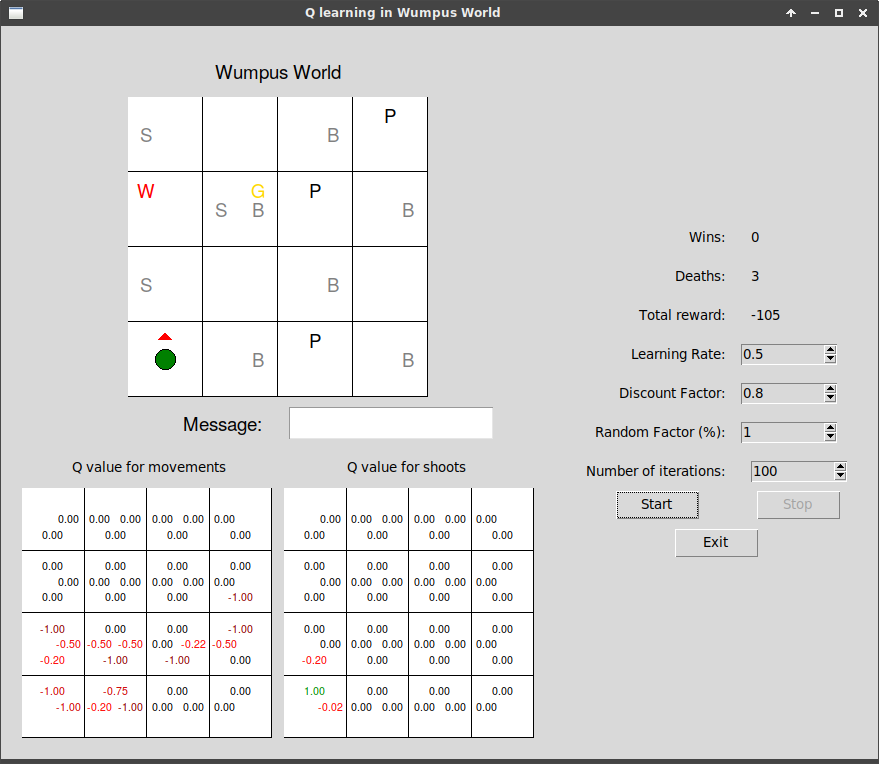 Q learning in Wumpus World
Wumpus World
S B P
W S G B P B
S B
B P B
Wins: 0
Deaths: 3
Total reward: -105
Learning Rate: 0.5
Discount Factor: 0.8
Random Factor (%): 1
Number of iterations: 100
Start Stop
Exit
Message:
Q value for movements
0.00 0.00 0.00 0.00 0.00 0.00
0.00 0.00 0.00 0.00
0.00 0.00 0.00 0.00
0.00 0.00 0.00 0.00 0.00 0.00
0.00 0.00 0.00 -1.00
-1.00 0.00 0.00 -1.00
-0.50 -0.50 -0.50 0.00 -0.22 -0.50
-0.20 -1.00 -1.00 0.00
-1.00 -0.75 0.00 0.00
-1.00 -0.20 -1.00 0.00 0.00 0.00
Q value for shoots
0.00 0.00 0.00 0.00 0.00 0.00
0.00 0.00 0.00 0.00
0.00 0.00 0.00 0.00
0.00 0.00 0.00 0.00 0.00 0.00
0.00 0.00 0.00 0.00
0.00 0.00 0.00 0.00
0.00 0.00 0.00 0.00 0.00 0.00
-0.20 0.00 0.00 0.00
1.00 0.00 0.00 0.00
-0.02 0.00 0.00 0.00 0.00 0.00